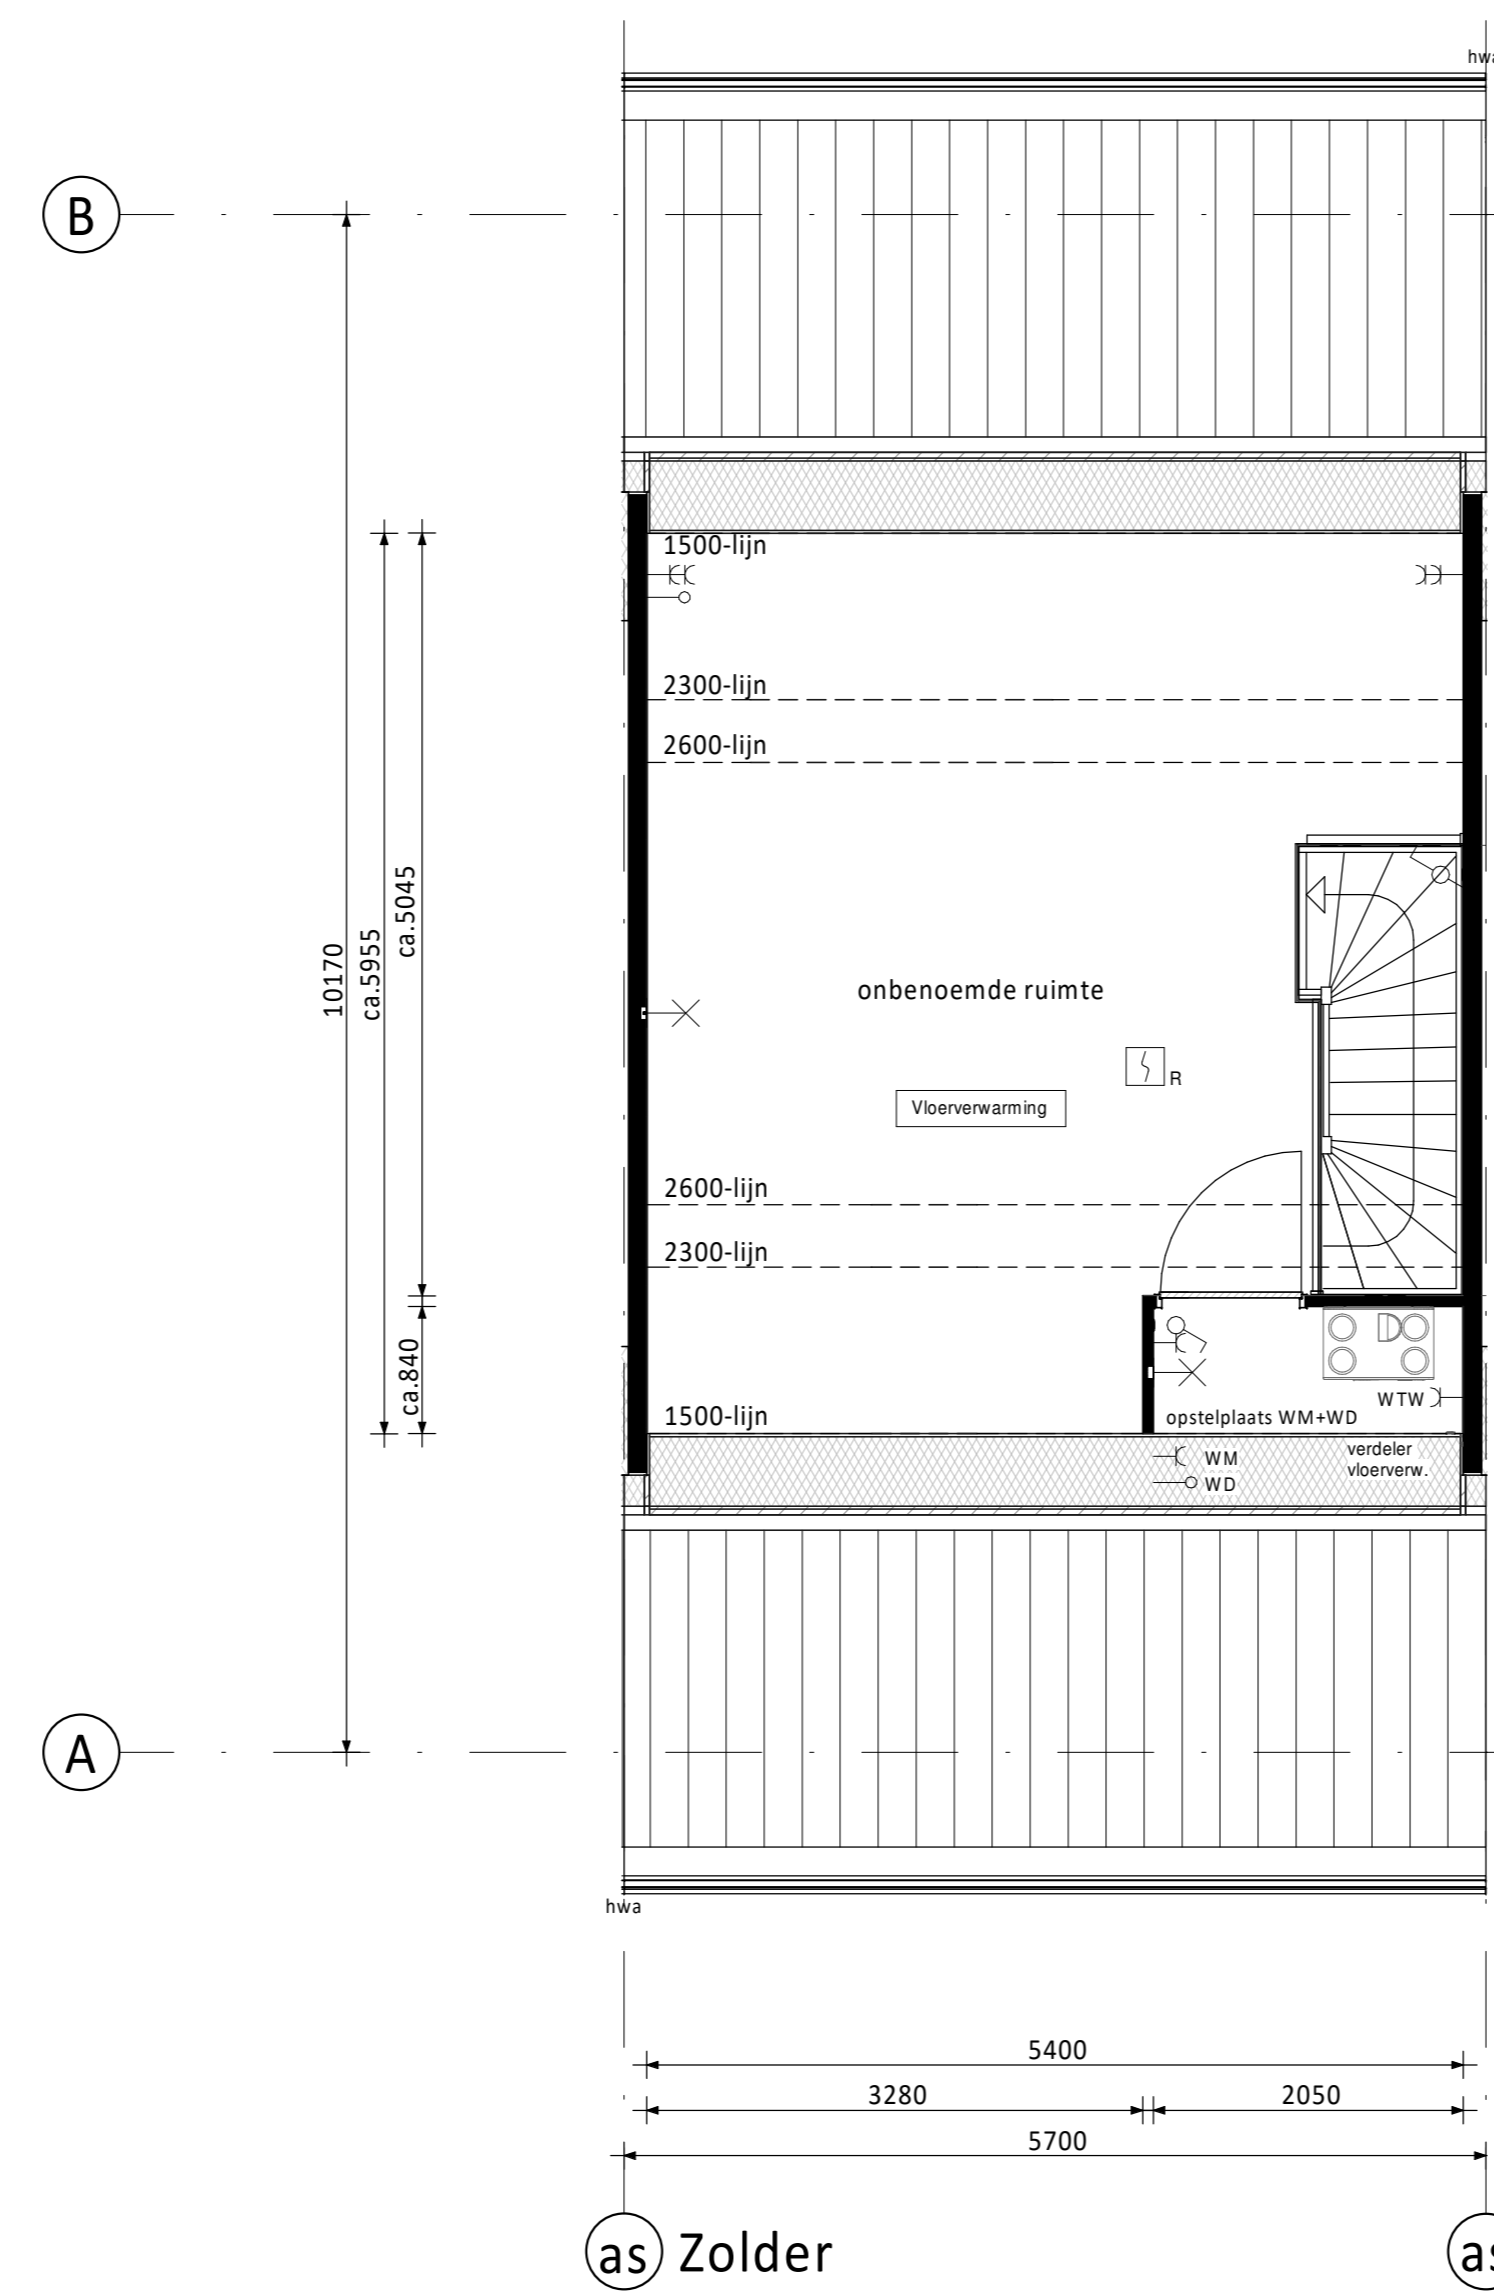 hwa
B
1500-lijn
2300-lijn
2600-lijn
10170
ca.5955
ca.5045
onbenoemde ruimte
R
Vloerverwarming
2600-lijn
2300-lijn
ca.840
1500-lijn
WTW
opstelplaats WM+WD
WM
WD
verdeler
vloerverw.
A
hwa
5400
3280
2050
5700
as
Zolder
as